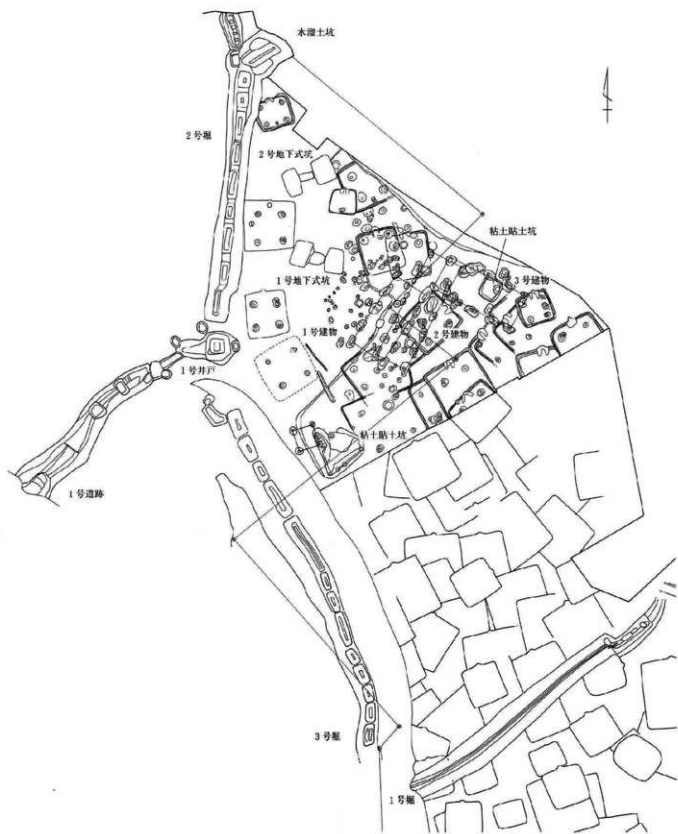 水溜土坑
2号堀
2号地下式坑
粘土貼土坑
3号建物
1号地下式坑
1号建物
2号建物
1号井戸
粘土貼土坑
1号道跡
3号堀
1号堀